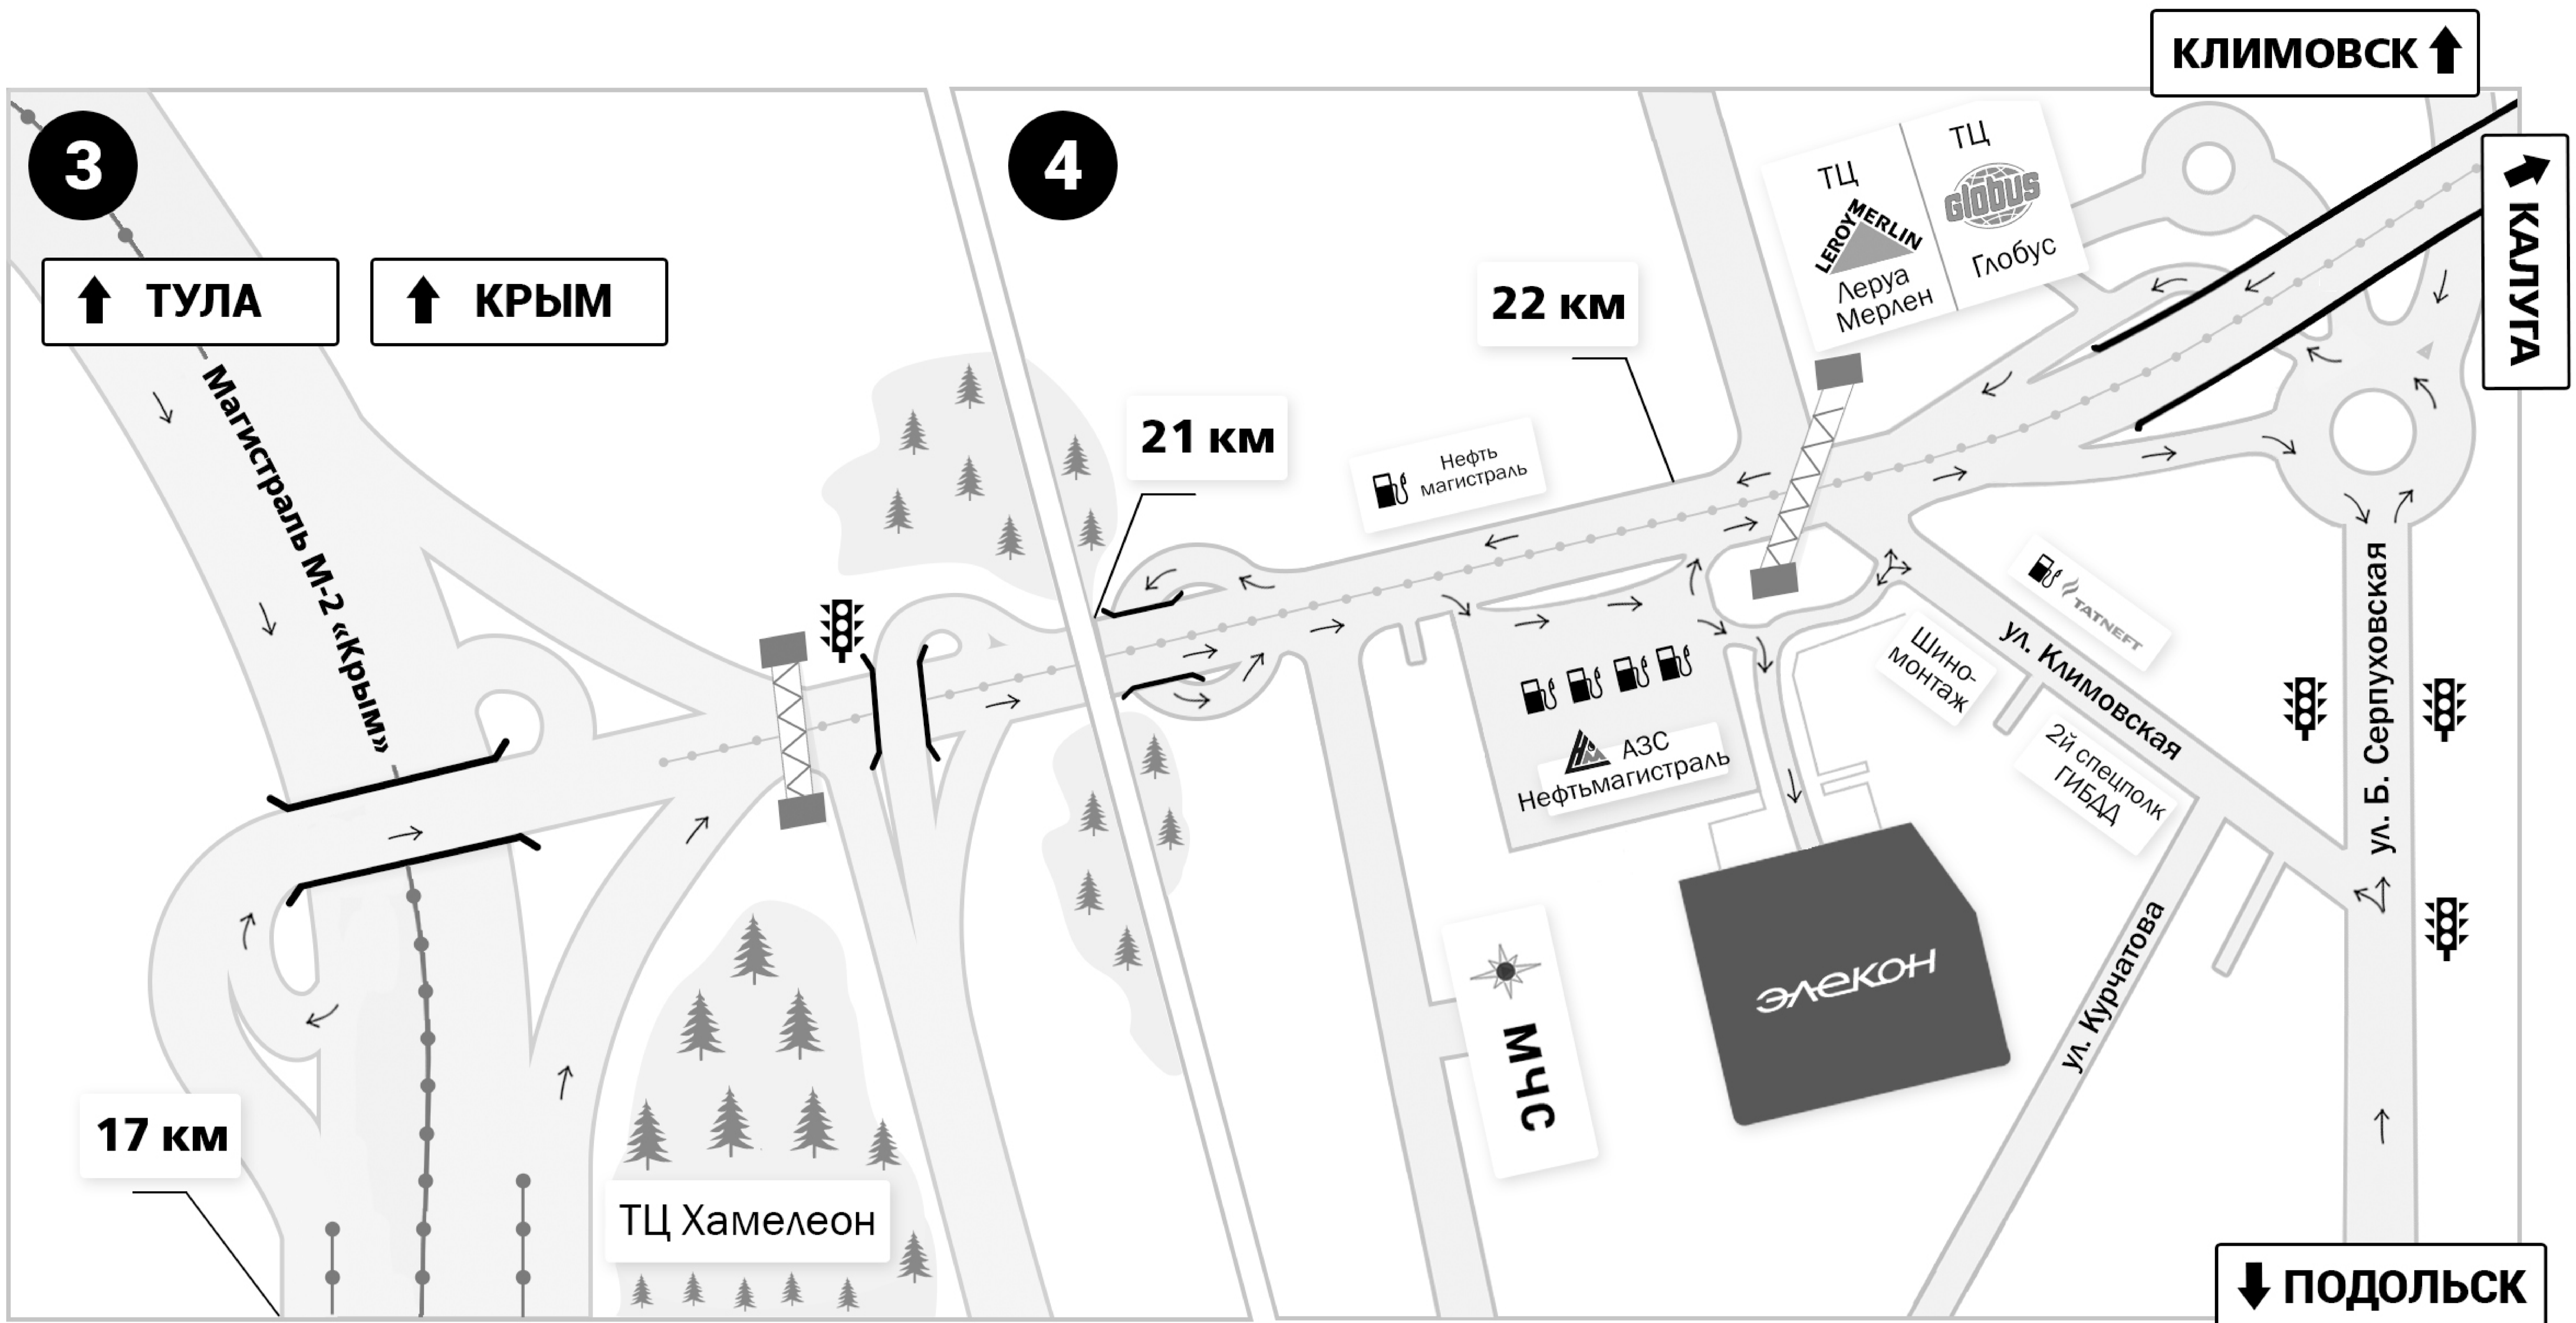 3
ТУЛА
КРЫМ
Магистраль М-2 «Крым»
17 км
ТЦ Хамелеон
4
21 км
22 км
Нефть
магистраль
ТЦ
LEROY MERLIN
Леруа
Мерлен
ТЦ
Globus
Глобус
КЛИМОВСК
КАЛУГА
TATNEFT
ул. Климовская
Шино-
монтаж
2й спецполк
ГИБДД
ул. Б. Серпуховская
ул. Курчатова
АЗС
Нефтьмагистраль
элекон
МЧС
ПОДОЛЬСК